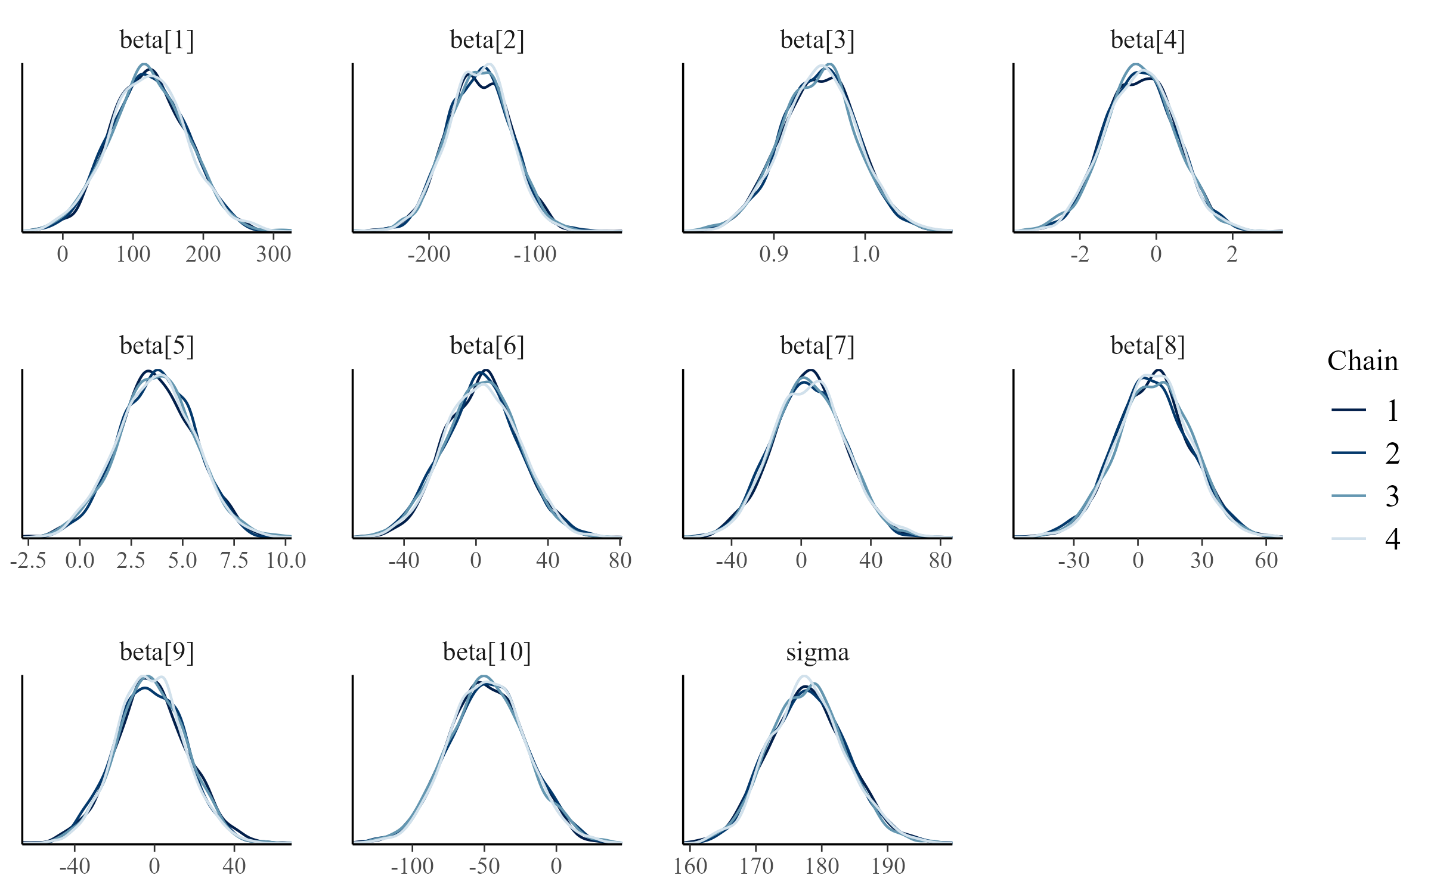 beta[1] beta[2] beta[3] beta[4]
0 100 200 300 -200 -100 0.9 1.0 -2 0 2
beta[5] beta[6] beta[7] beta[8]
-2.5 0.0 2.5 5.0 7.5 10.0 -40 0 40 80 -40 0 40 80 -30 0 30 60
Chain
1
2
3
4
beta[9] beta[10] sigma
-40 0 40 -100 -50 0 160 170 180 190